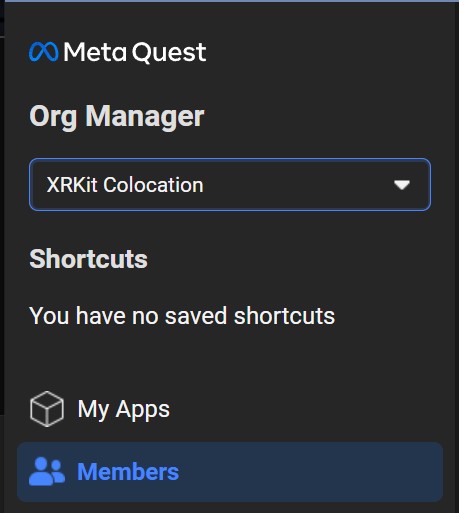 Meta Quest
Org Manager
XRKit Colocation
Shortcuts
You have no saved shortcuts
My Apps
Members